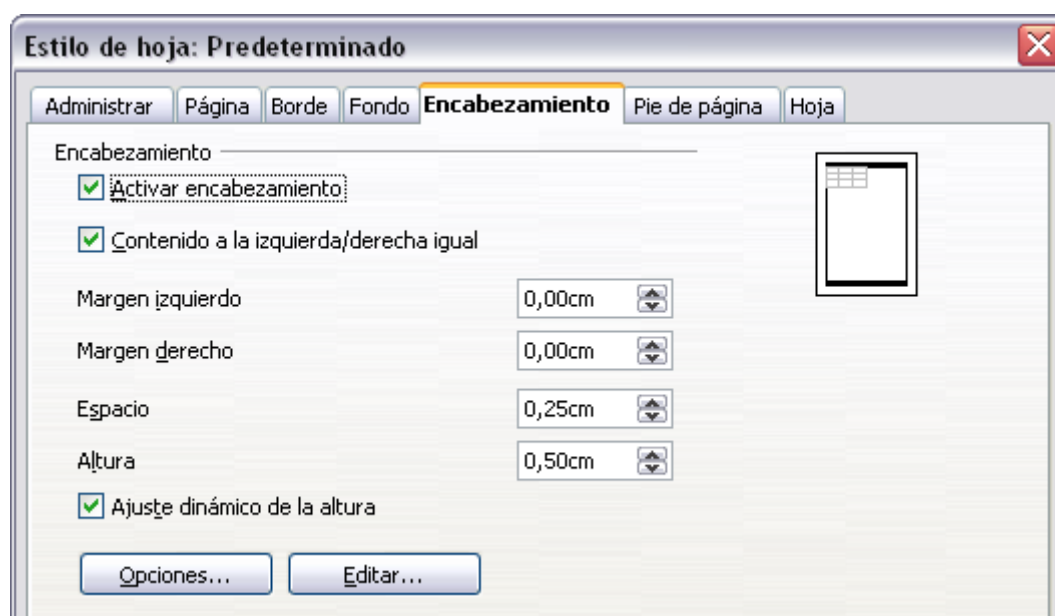 Estilo de hoja: Predeterminado
Administrar Página Borde Fondo Encabezamiento Pie de página Hoja
Encabezamiento
Activar encabezamiento
Contenido a la izquierda/derecha igual
Margen izquierdo 0,00cm
Margen derecho 0,00cm
Espacio 0,25cm
Altura 0,50cm
Ajuste dinámico de la altura
Opciones... Editar...